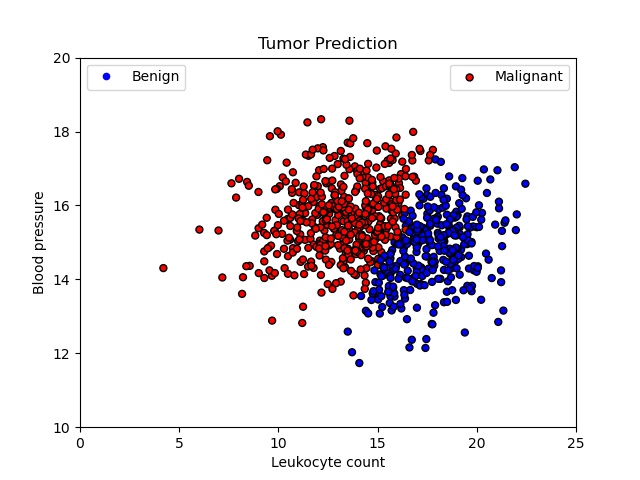 Tumor Prediction
20
Benign
Malignant
18
16
14
12
10
Blood pressure
0 5 10 15 20 25
Leukocyte count